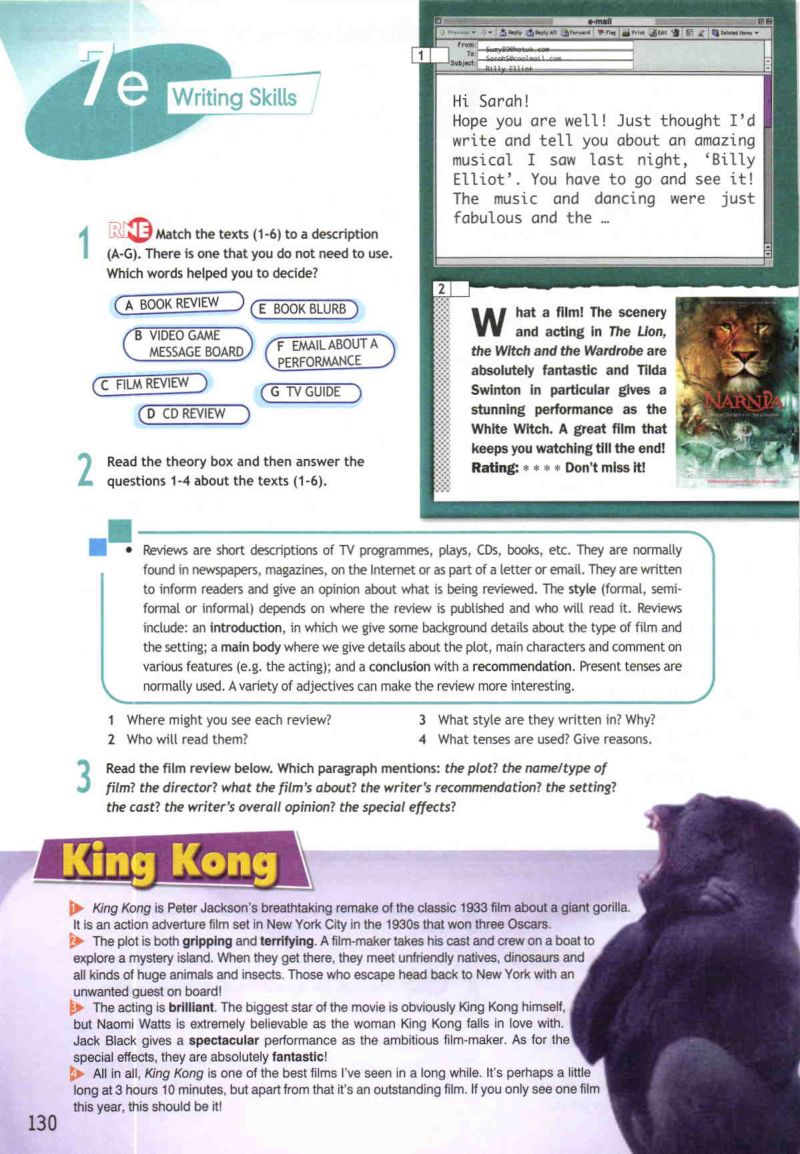 7e Writing Skills
1
e-mail
Previous
Reply
Reply All
Forward
Flag
Print
Edit
Deleted Items
From: Suzy89@hotuk.com
To: SarahS@coolmail.com
Subject: Billy Elliot
Hi Sarah!
Hope you are well! Just thought I'd
write and tell you about an amazing
musical I saw last night, 'Billy
Elliot'. You have to go and see it!
The music and dancing were just
fabulous and the …
2
What a film! The scenery
and acting in The Lion,
the Witch and the Wardrobe are
absolutely fantastic and Tilda
Swinton in particular gives a
stunning performance as the
White Witch. A great film that
keeps you watching till the end!
Rating: * * * * Don't miss it!
NARNIA
1 RNE Match the texts (1-6) to a description
(A-G). There is one that you do not need to use.
Which words helped you to decide?
A BOOK REVIEW
E BOOK BLURB
B VIDEO GAME
MESSAGE BOARD
F EMAIL ABOUT A
PERFORMANCE
C FILM REVIEW
G TV GUIDE
D CD REVIEW
2 Read the theory box and then answer the
questions 1-4 about the texts (1-6).
• Reviews are short descriptions of TV programmes, plays, CDs, books, etc. They are normally
found in newspapers, magazines, on the Internet or as part of a letter or email. They are written
to inform readers and give an opinion about what is being reviewed. The style (formal, semi-
formal or informal) depends on where the review is published and who will read it. Reviews
include: an introduction, in which we give some background details about the type of film and
the setting; a main body where we give details about the plot, main characters and comment on
various features (e.g. the acting); and a conclusion with a recommendation. Present tenses are
normally used. A variety of adjectives can make the review more interesting.
1 Where might you see each review?
2 Who will read them?
3 What style are they written in? Why?
4 What tenses are used? Give reasons.
3 Read the film review below. Which paragraph mentions: the plot? the name/type of
film? the director? what the film's about? the writer's recommendation? the setting?
the cast? the writer's overall opinion? the special effects?
King Kong
1 King Kong is Peter Jackson's breathtaking remake of the classic 1933 film about a giant gorilla.
It is an action adverture film set in New York City in the 1930s that won three Oscars.
2 The plot is both gripping and terrifying. A film-maker takes his cast and crew on a boat to
explore a mystery island. When they get there, they meet unfriendly natives, dinosaurs and
all kinds of huge animals and insects. Those who escape head back to New York with an
unwanted guest on board!
3 The acting is brilliant. The biggest star of the movie is obviously King Kong himself,
but Naomi Watts is extremely believable as the woman King Kong falls in love with.
Jack Black gives a spectacular performance as the ambitious film-maker. As for the
special effects, they are absolutely fantastic!
4 All in all, King Kong is one of the best films I've seen in a long while. It's perhaps a little
long at 3 hours 10 minutes, but apart from that it's an outstanding film. If you only see one film
this year, this should be it!
130